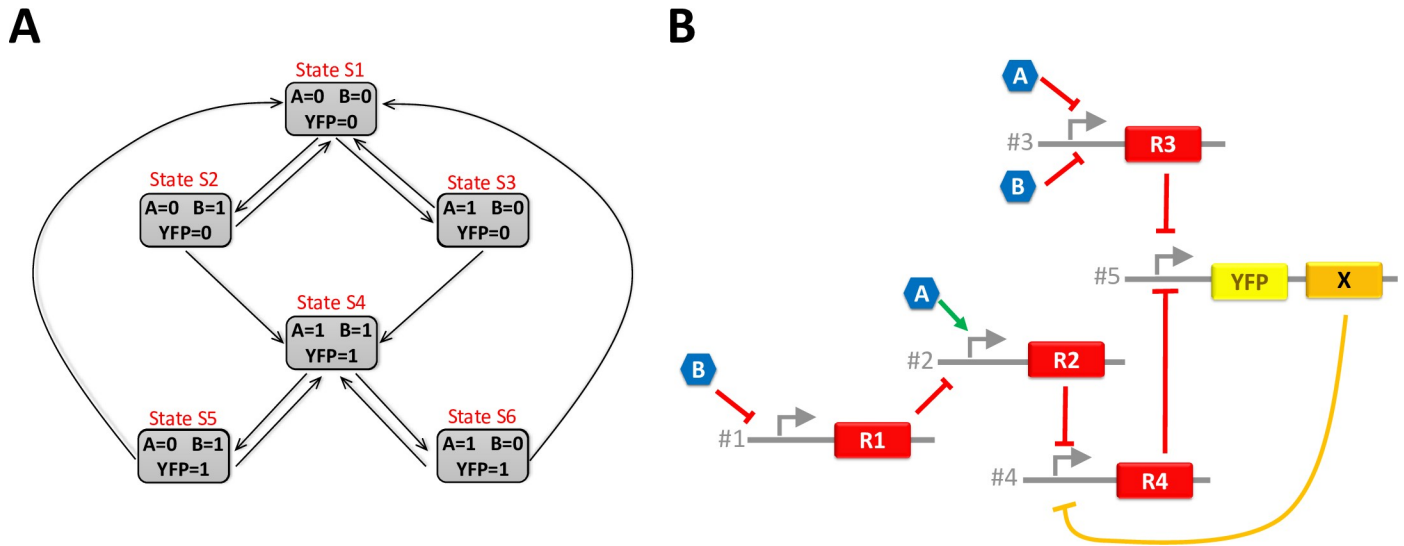 A
State S1
A=0 B=0
YFP=0
State S2
A=0 B=1
YFP=0
State S3
A=1 B=0
YFP=0
State S4
A=1 B=1
YFP=1
State S5
A=0 B=1
YFP=1
State S6
A=1 B=0
YFP=1
B
A
#3
R3
B
#5
YFP
X
A
#2
R2
B
#1
R1
#4
R4